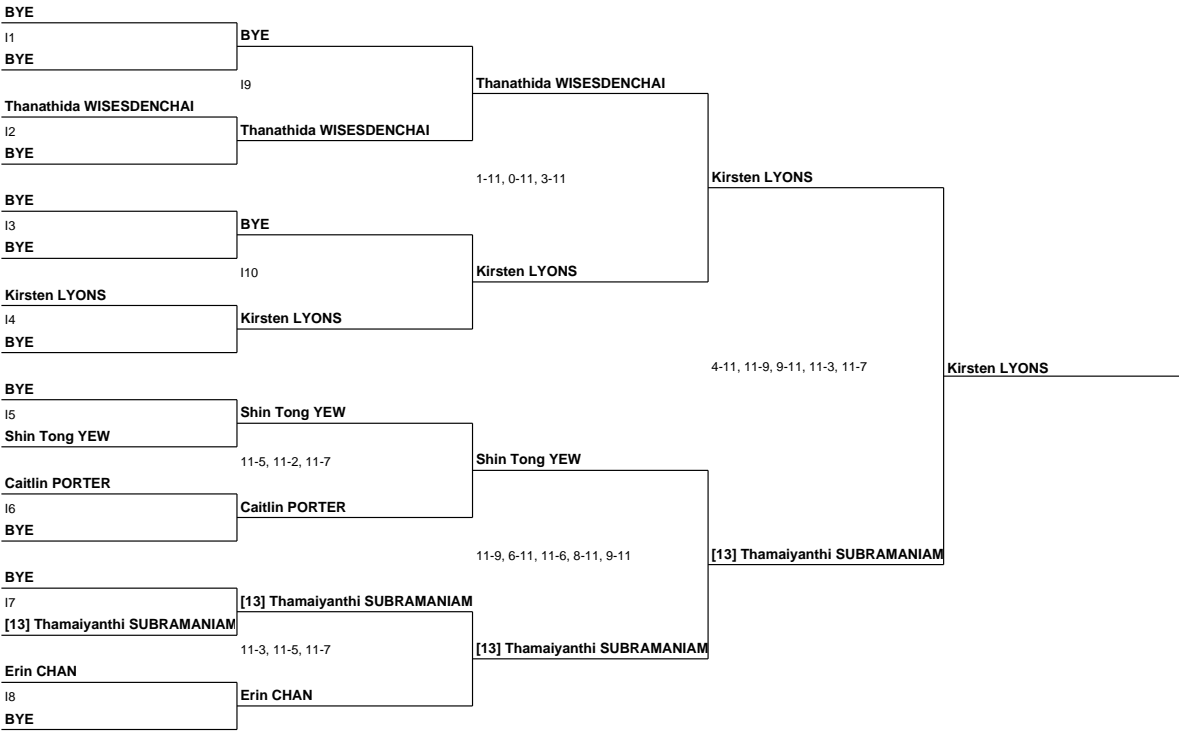 BYE
I1
BYE
BYE
I9
Thanathida WISESDENCHAI
Thanathida WISESDENCHAI
I2
Thanathida WISESDENCHAI
BYE
1-11, 0-11, 3-11
Kirsten LYONS
BYE
I3
BYE
BYE
I10
Kirsten LYONS
Kirsten LYONS
I4
Kirsten LYONS
BYE
4-11, 11-9, 9-11, 11-3, 11-7
Kirsten LYONS
BYE
I5
Shin Tong YEW
Shin Tong YEW
11-5, 11-2, 11-7
Shin Tong YEW
Caitlin PORTER
I6
Caitlin PORTER
BYE
11-9, 6-11, 11-6, 8-11, 9-11
[13] Thamaiyanthi SUBRAMANIAM
BYE
I7
[13] Thamaiyanthi SUBRAMANIAM
[13] Thamaiyanthi SUBRAMANIAM
11-3, 11-5, 11-7
[13] Thamaiyanthi SUBRAMANIAM
Erin CHAN
I8
Erin CHAN
BYE